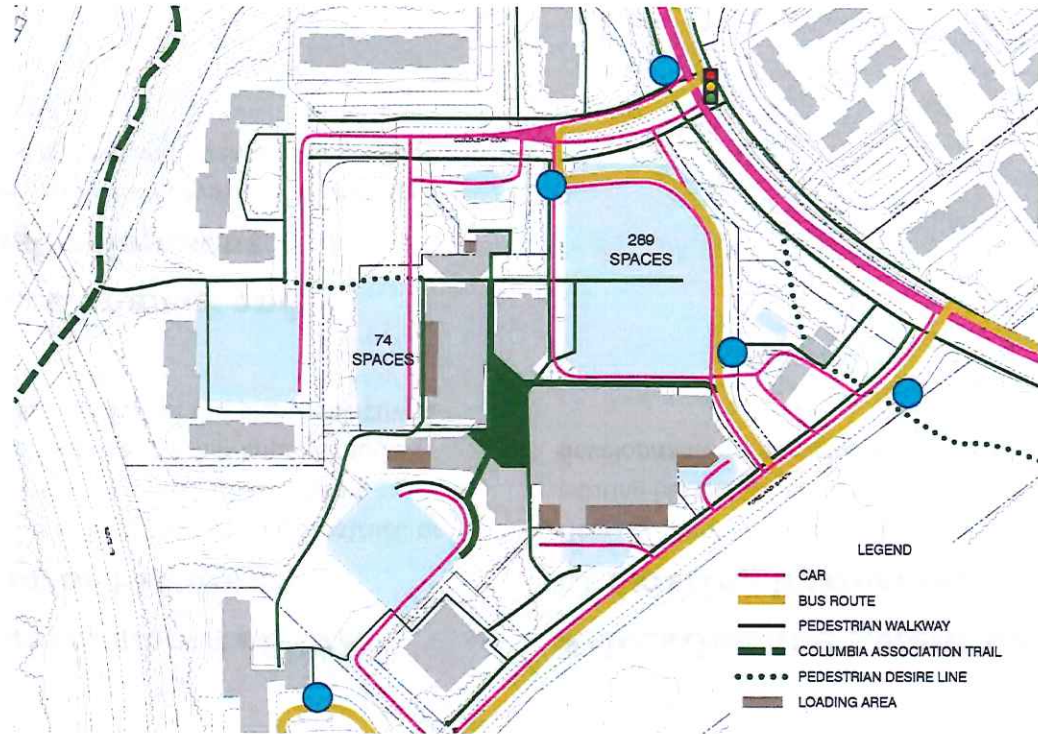 289
SPACES
74
SPACES
LEGEND
CAR
BUS ROUTE
PEDESTRIAN WALKWAY
COLUMBIA ASSOCIATION TRAIL
PEDESTRIAN DESIRE LINE
LOADING AREA